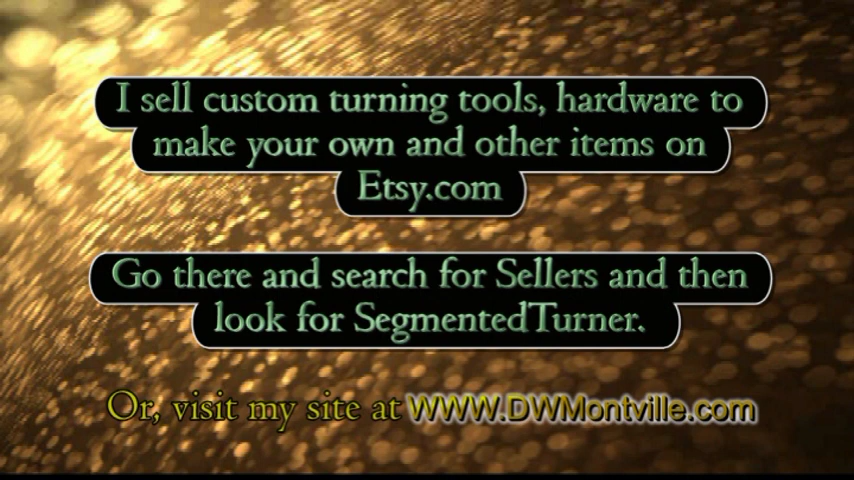 I sell custom turning tools, hardware to
make your own and other items on
Etsy.com
Go there and search for Sellers and then
look for SegmentedTurner.
Or, visit my site at WWW.DWMontville.com